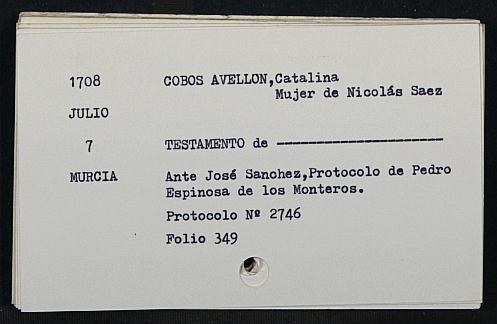 1708 COBOS AVELLON,Catalina
Mujer de Nicolás Saez
JULIO
7 TESTAMENTO de --------------------
MURCIA Ante José Sanchez,Protocolo de Pedro
Espinosa de los Monteros.
Protocolo Nº 2746
Folio 349